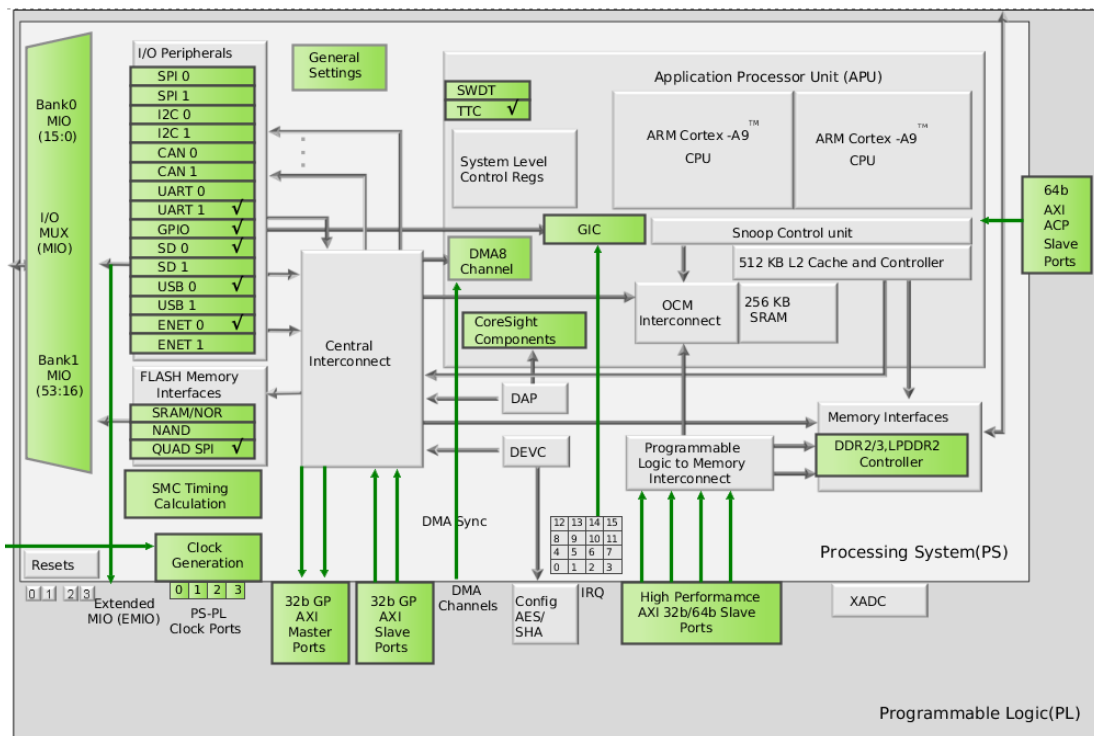 I/O Peripherals
SPI 0
SPI 1
I2C 0
I2C 1
CAN 0
CAN 1
UART 0
UART 1 √
GPIO √
SD 0 √
SD 1
USB 0 √
USB 1
ENET 0 √
ENET 1
Bank0
MIO
(15:0)
I/O
MUX
(MIO)
Bank1
MIO
(53:16)
FLASH Memory
Interfaces
SRAM/NOR
NAND
QUAD SPI √
SMC Timing
Calculation
General
Settings
Application Processor Unit (APU)
SWDT
TTC √
System Level
Control Regs
ARM Cortex -A9™
CPU
ARM Cortex -A9™
CPU
GIC
Snoop Control unit
512 KB L2 Cache and Controller
DMA8
Channel
OCM
Interconnect
256 KB
SRAM
CoreSight
Components
Central
Interconnect
DAP
DEVC
Programmable
Logic to Memory
Interconnect
Memory Interfaces
DDR2/3,LPDDR2
Controller
64b
AXI
ACP
Slave
Ports
DMA Sync
12 13 14 15
8 9 10 11
4 5 6 7
0 1 2 3
Processing System(PS)
Resets
0 1 2 3
Clock
Generation
0 1 2 3
Extended
MIO (EMIO)
PS-PL
Clock Ports
32b GP
AXI
Master
Ports
32b GP
AXI
Slave
Ports
DMA
Channels
Config
AES/
SHA
IRQ
High Performamce
AXI 32b/64b Slave
Ports
XADC
Programmable Logic(PL)